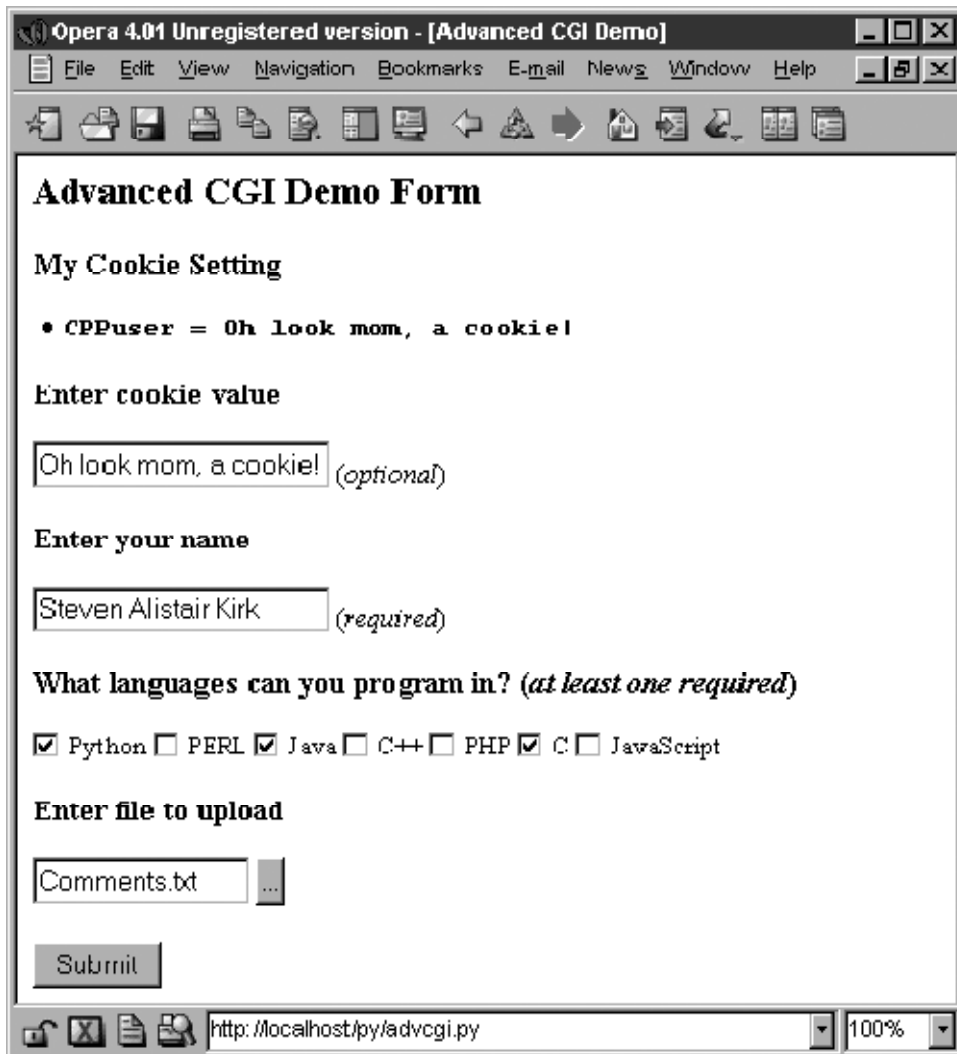 Opera 4.01 Unregistered version - [Advanced CGI Demo]
File Edit View Navigation Bookmarks E-mail News Window Help
Advanced CGI Demo Form
My Cookie Setting
• CPPuser = Oh look mom, a cookie!
Enter cookie value
Oh look mom, a cookie! (optional)
Enter your name
Steven Alistair Kirk (required)
What languages can you program in? (at least one required)
Python PERL Java C++ PHP C JavaScript
Enter file to upload
Comments.txt ...
Submit
http://localhost/py/advcgi.py 100%